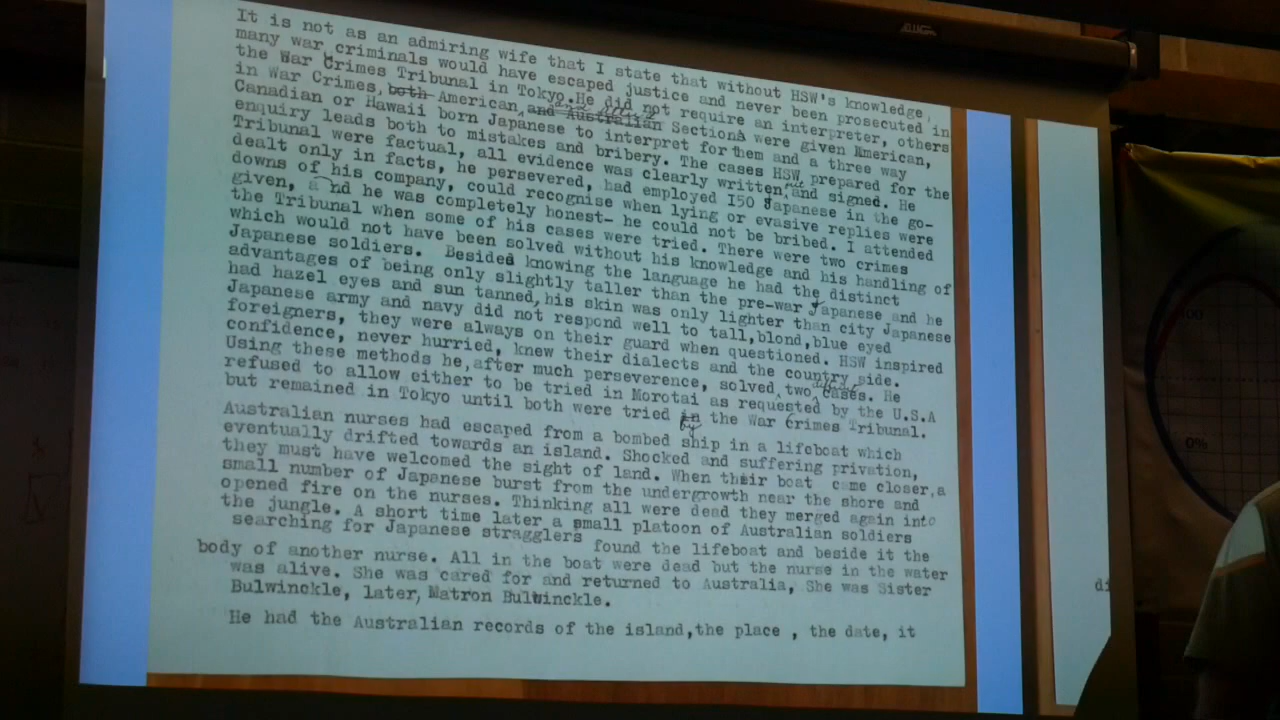 It is not as an admiring wife that I state that without HSW's knowledge,
many war criminals would have escaped justice and never been prosecuted in
the War Crimes Tribunal in Tokyo. He did not require an interpreter, others
in War Crimes, both American and Australian Sections were given American,
Canadian or Hawaii born Japanese to interpret for them and a three way
enquiry leads both to mistakes and bribery. The cases HSW prepared for the
Tribunal were factual, all evidence was clearly written, and signed. He
dealt only in facts, he persevered, had employed I50 Japanese in the go-
downs of his company, could recognise when lying or evasive replies were
given, a nd he was completely honest- he could not be bribed. I attended
the Tribunal when some of his cases were tried. There were two crimes
which would not have been solved without his knowledge and his handling of
Japanese soldiers. Besides knowing the language he had the distinct
advantages of being only slightly taller than the pre-war Japanese and he
had hazel eyes and sun tanned, his skin was only lighter than city Japanese
Japanese army and navy did not respond well to tall,blond,blue eyed
foreigners, they were always on their guard when questioned. HSW inspired
confidence, never hurried, knew their dialects and the country side.
Using these methods he, after much perseverance, solved two difficult cases. He
refused to allow either to be tried in Morotai as requested by the U.S.A
but remained in Tokyo until both were tried in by the War Crimes Tribunal.
Australian nurses had escaped from a bombed ship in a lifeboat which
eventually drifted towards an island. Shocked and suffering privation,
they must have welcomed the sight of land. When their boat came closer,a
small number of Japanese burst from the undergrowth near the shore and
opened fire on the nurses. Thinking all were dead they merged again into
the jungle. A short time later a small platoon of Australian soldiers
searching for Japanese stragglers found the lifeboat and beside it the
body of another nurse. All in the boat were dead but the nurse in the water
was alive. She was cared for and returned to Australia, She was Sister
Bulwinckle, later, Matron Bulwinckle.
He had the Australian records of the island,the place , the date, it
0%